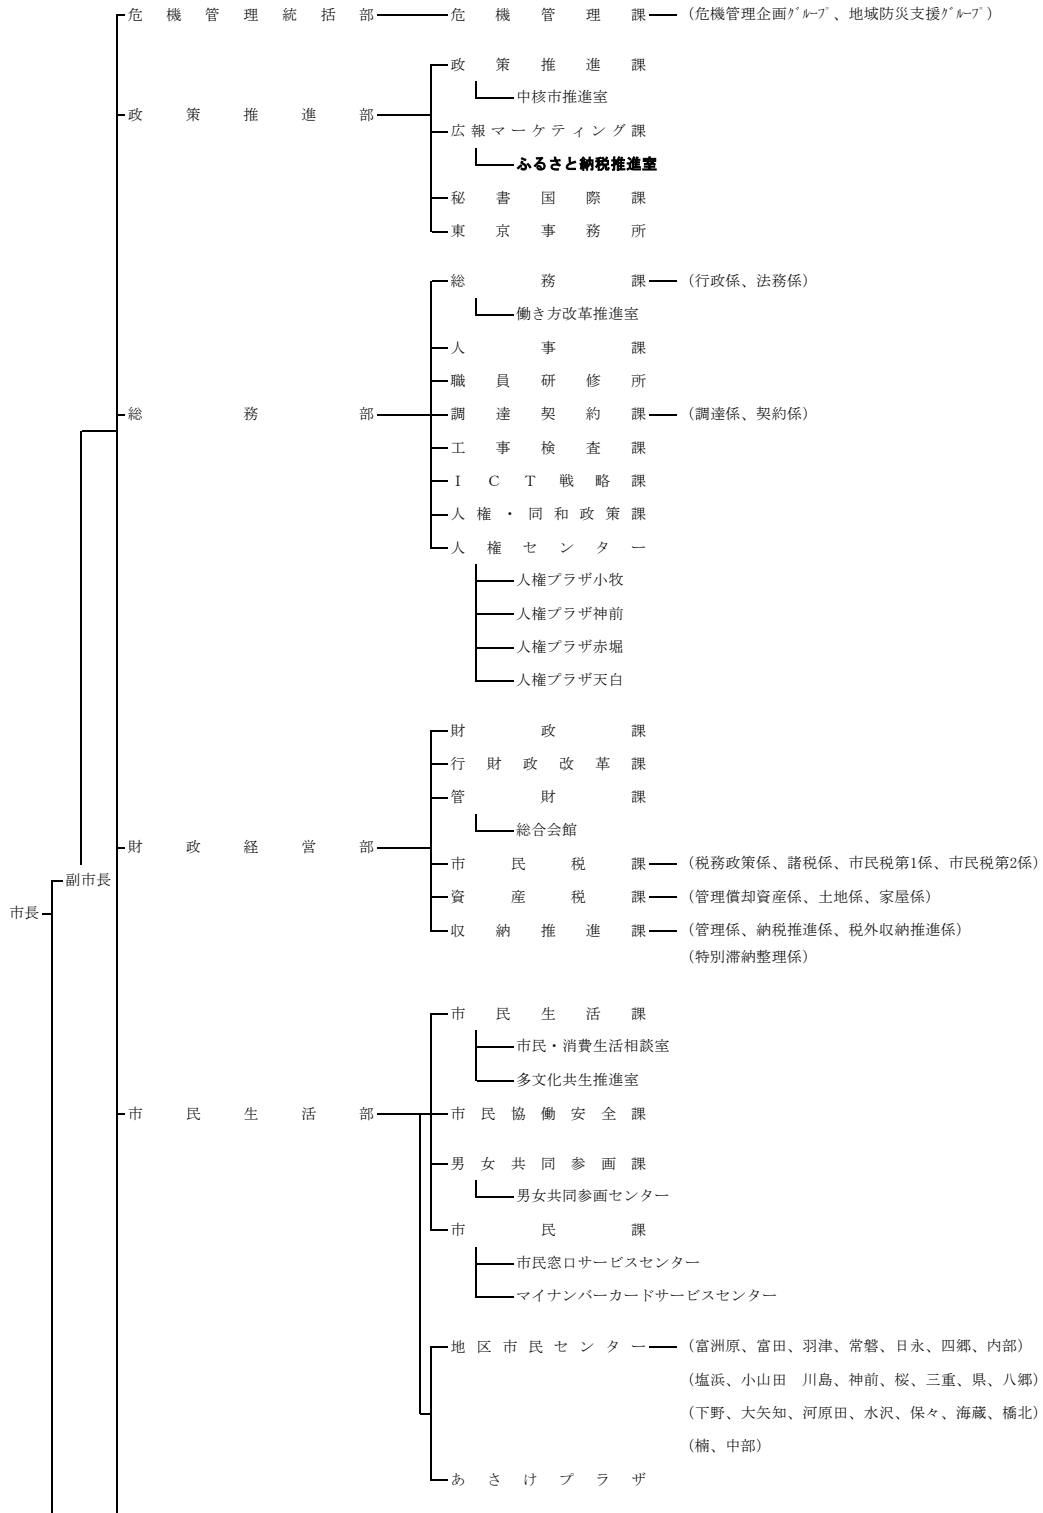 危機管理統括部 危機管理課 (危機管理企画ｸﾞﾙｰﾌﾟ、地域防災支援ｸﾞﾙｰﾌﾟ)
政策推進課
中核市推進室
政策推進部
広報マーケティング課
ふるさと納税推進室
秘書国際課
東京事務所
総務課 (行政係、法務係)
働き方改革推進室
人事課
職員研修所
総務部 調達契約課 (調達係、契約係)
工事検査課
ＩＣＴ戦略課
人権・同和政策課
人権センター
人権プラザ小牧
人権プラザ神前
人権プラザ赤堀
人権プラザ天白
財政課
行財政改革課
管財課
総合会館
財政経営部
市民税課 (税務政策係、諸税係、市民税第1係、市民税第2係)
副市長
資産税課 (管理償却資産係、土地係、家屋係)
市長
収納推進課 (管理係、納税推進係、税外収納推進係)
(特別滞納整理係)
市民生活課
市民・消費生活相談室
多文化共生推進室
市民生活部 市民協働安全課
男女共同参画課
男女共同参画センター
市民課
市民窓口サービスセンター
マイナンバーカードサービスセンター
地区市民センター (富洲原、富田、羽津、常磐、日永、四郷、内部)
(塩浜、小山田　川島、神前、桜、三重、県、八郷)
(下野、大矢知、河原田、水沢、保々、海蔵、橋北)
(楠、中部)
あさけプラザ